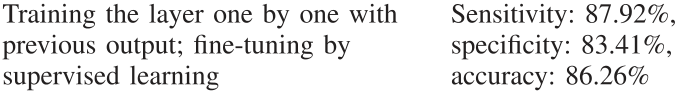 Training the layer one by one with
previous output; fine-tuning by
supervised learning
Sensitivity: 87.92%,
specificity: 83.41%,
accuracy: 86.26%